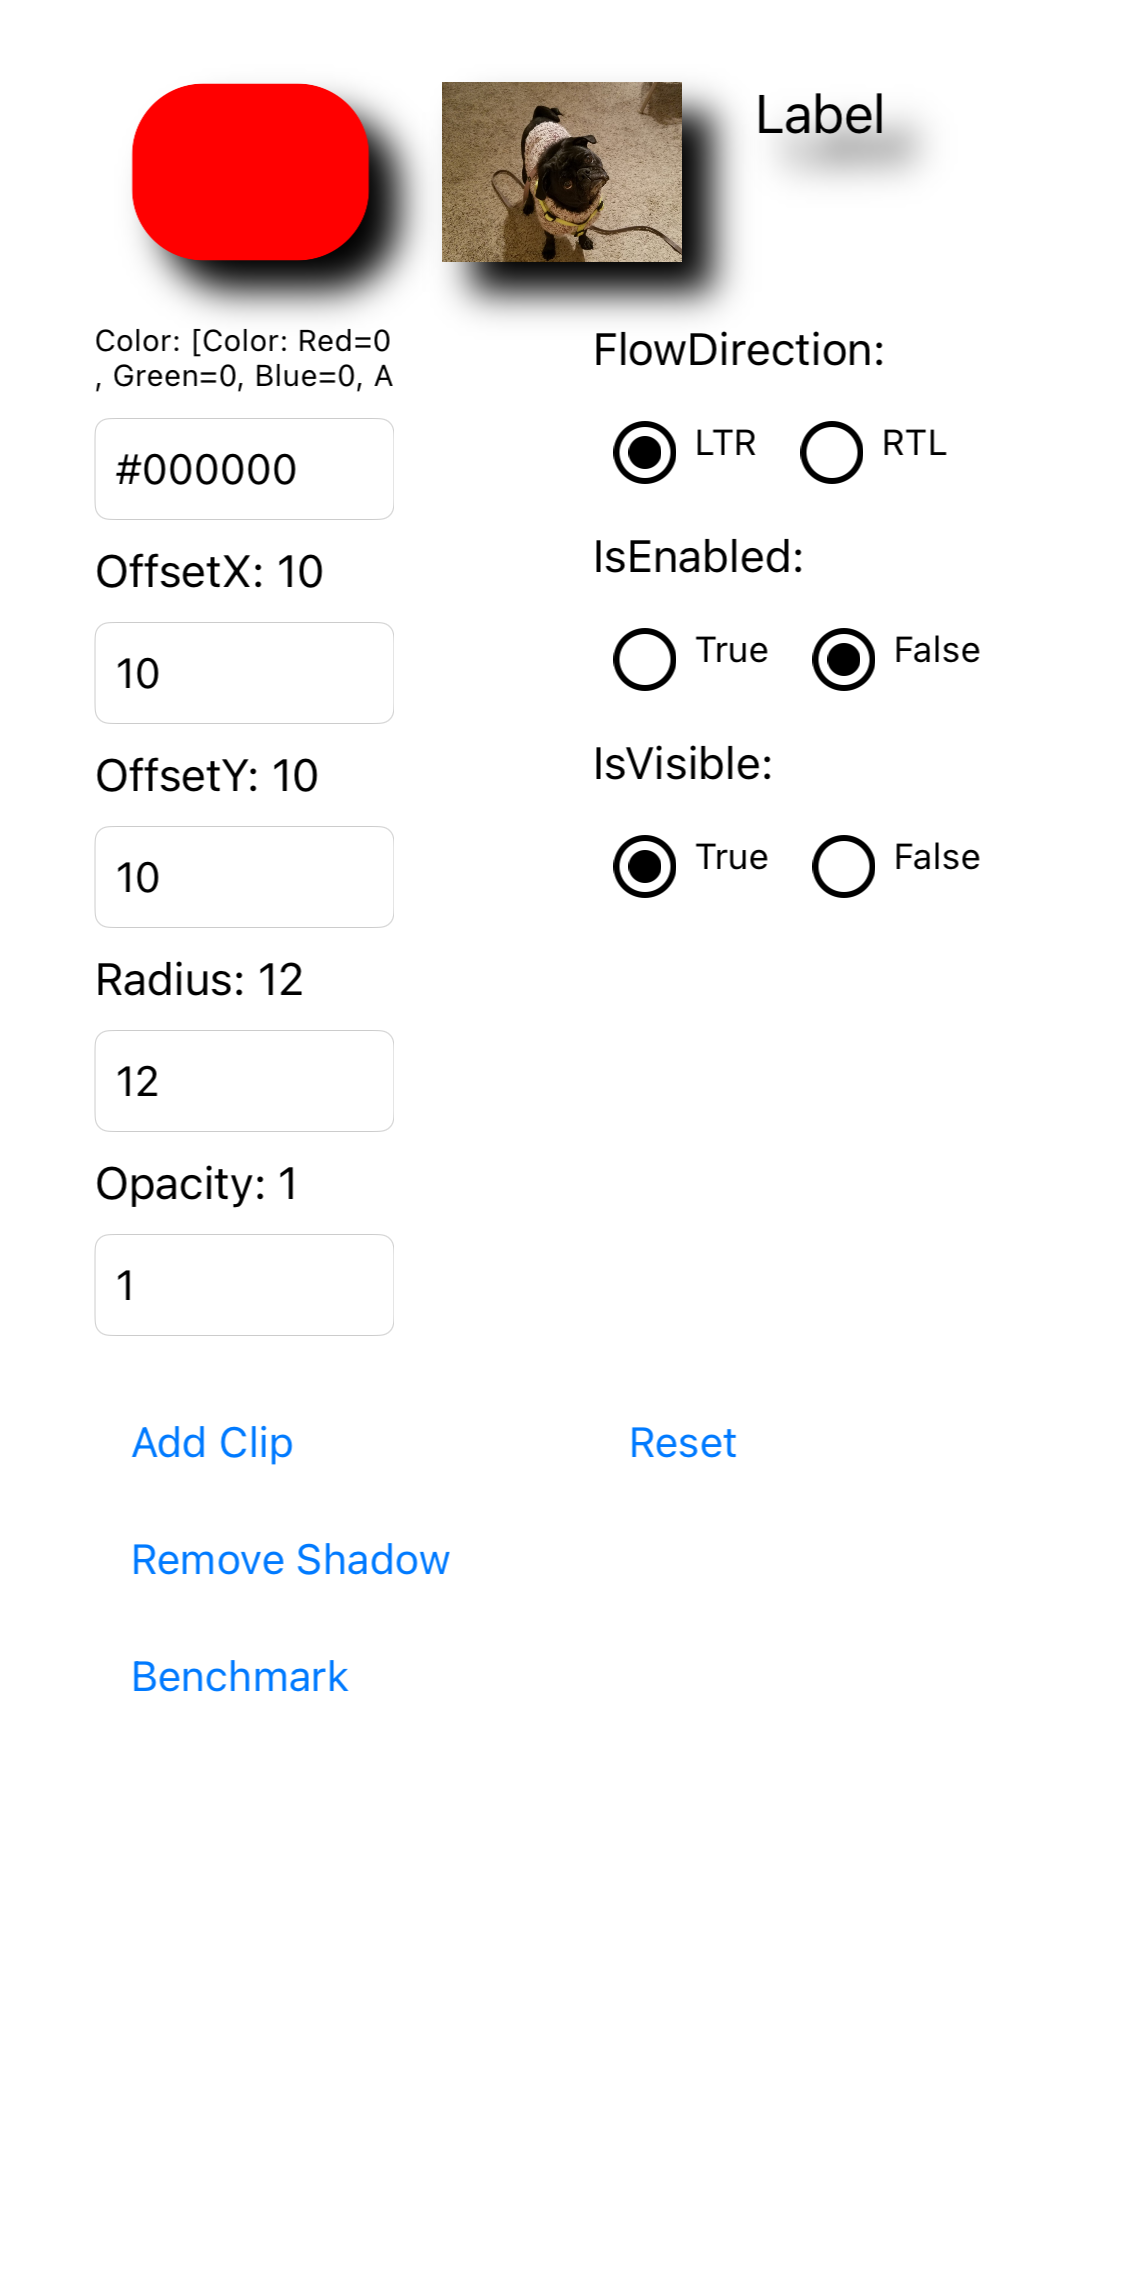 Label
Color: [Color: Red=0
, Green=0, Blue=0, A
#000000
OffsetX: 10
10
OffsetY: 10
10
Radius: 12
12
Opacity: 1
1
FlowDirection:
LTR RTL
IsEnabled:
True False
IsVisible:
True False
Add Clip
Reset
Remove Shadow
Benchmark